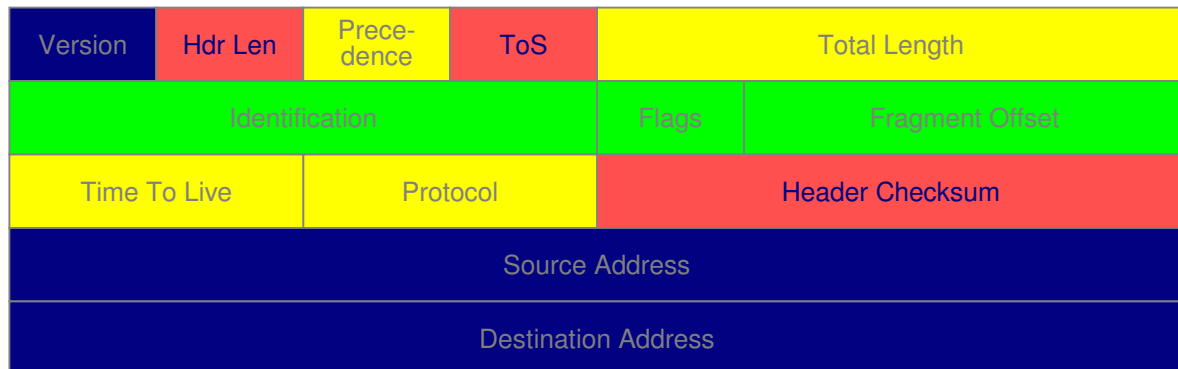 Version
Hdr Len
Prece-
dence
ToS
Total Length
Identification
Flags
Fragment Offset
Time To Live
Protocol
Header Checksum
Source Address
Destination Address